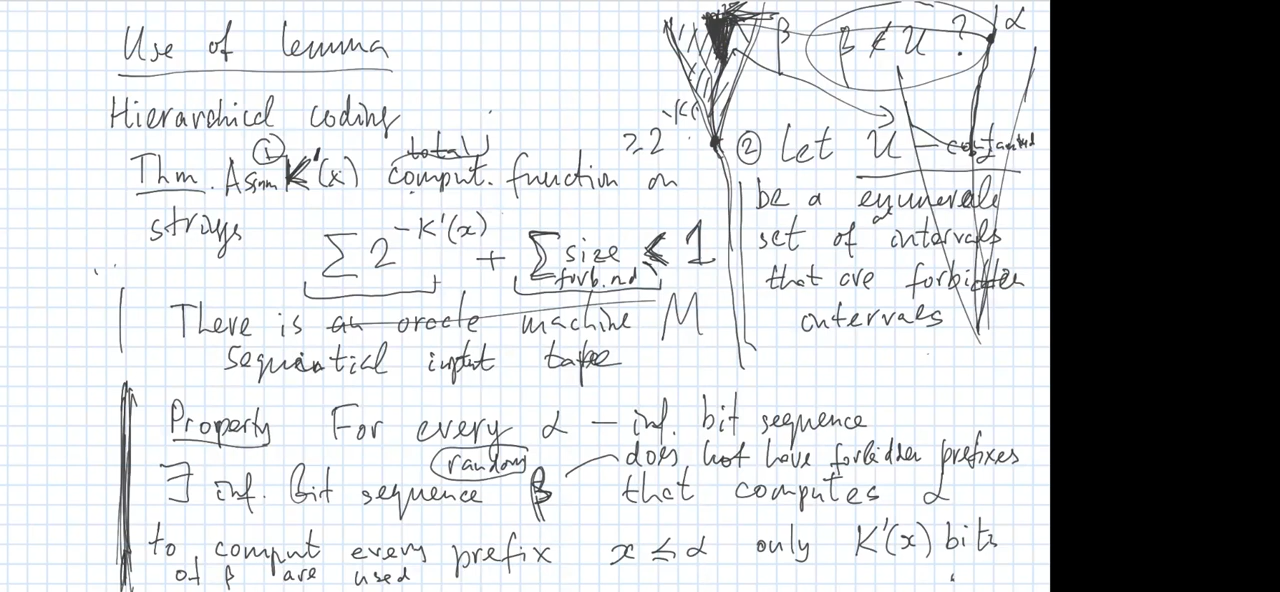 Use of lemma
Hierarchical coding
Thm. Assum K'(x) total comput. function on
strings
∑ 2^{-K'(x)} + ∑ size forb. nd < 1
There is an oracle machine M
sequential input tape
β
β ∉ U ?
α
② Let U
be a enumerable
set of intervals
that are forbidden
intervals
①
Property For every α – inf. bit sequence
random does not have forbidden prefixes
∃ inf. bit sequence β that computes α
to comput every prefix x ≤ α only K'(x) bits
of β are used